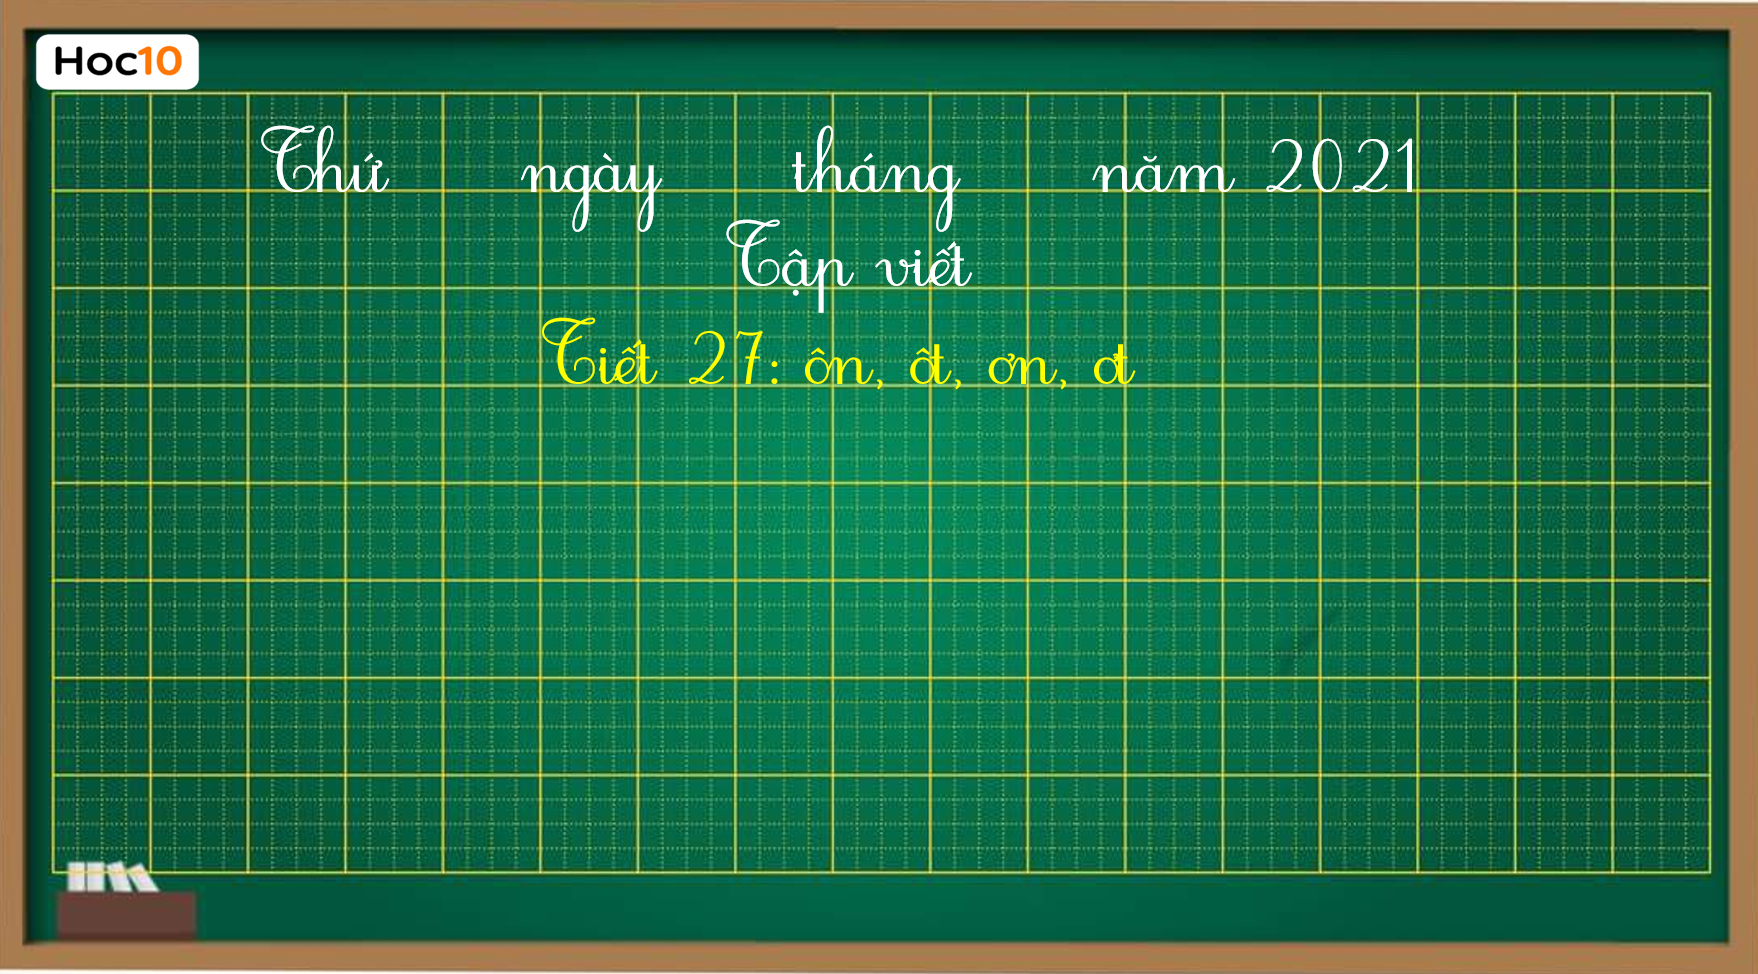 Hoc10
Thứ ngày tháng năm 2021
Tập viết
Tiết 27: ôn, ôt, ơn, ơt